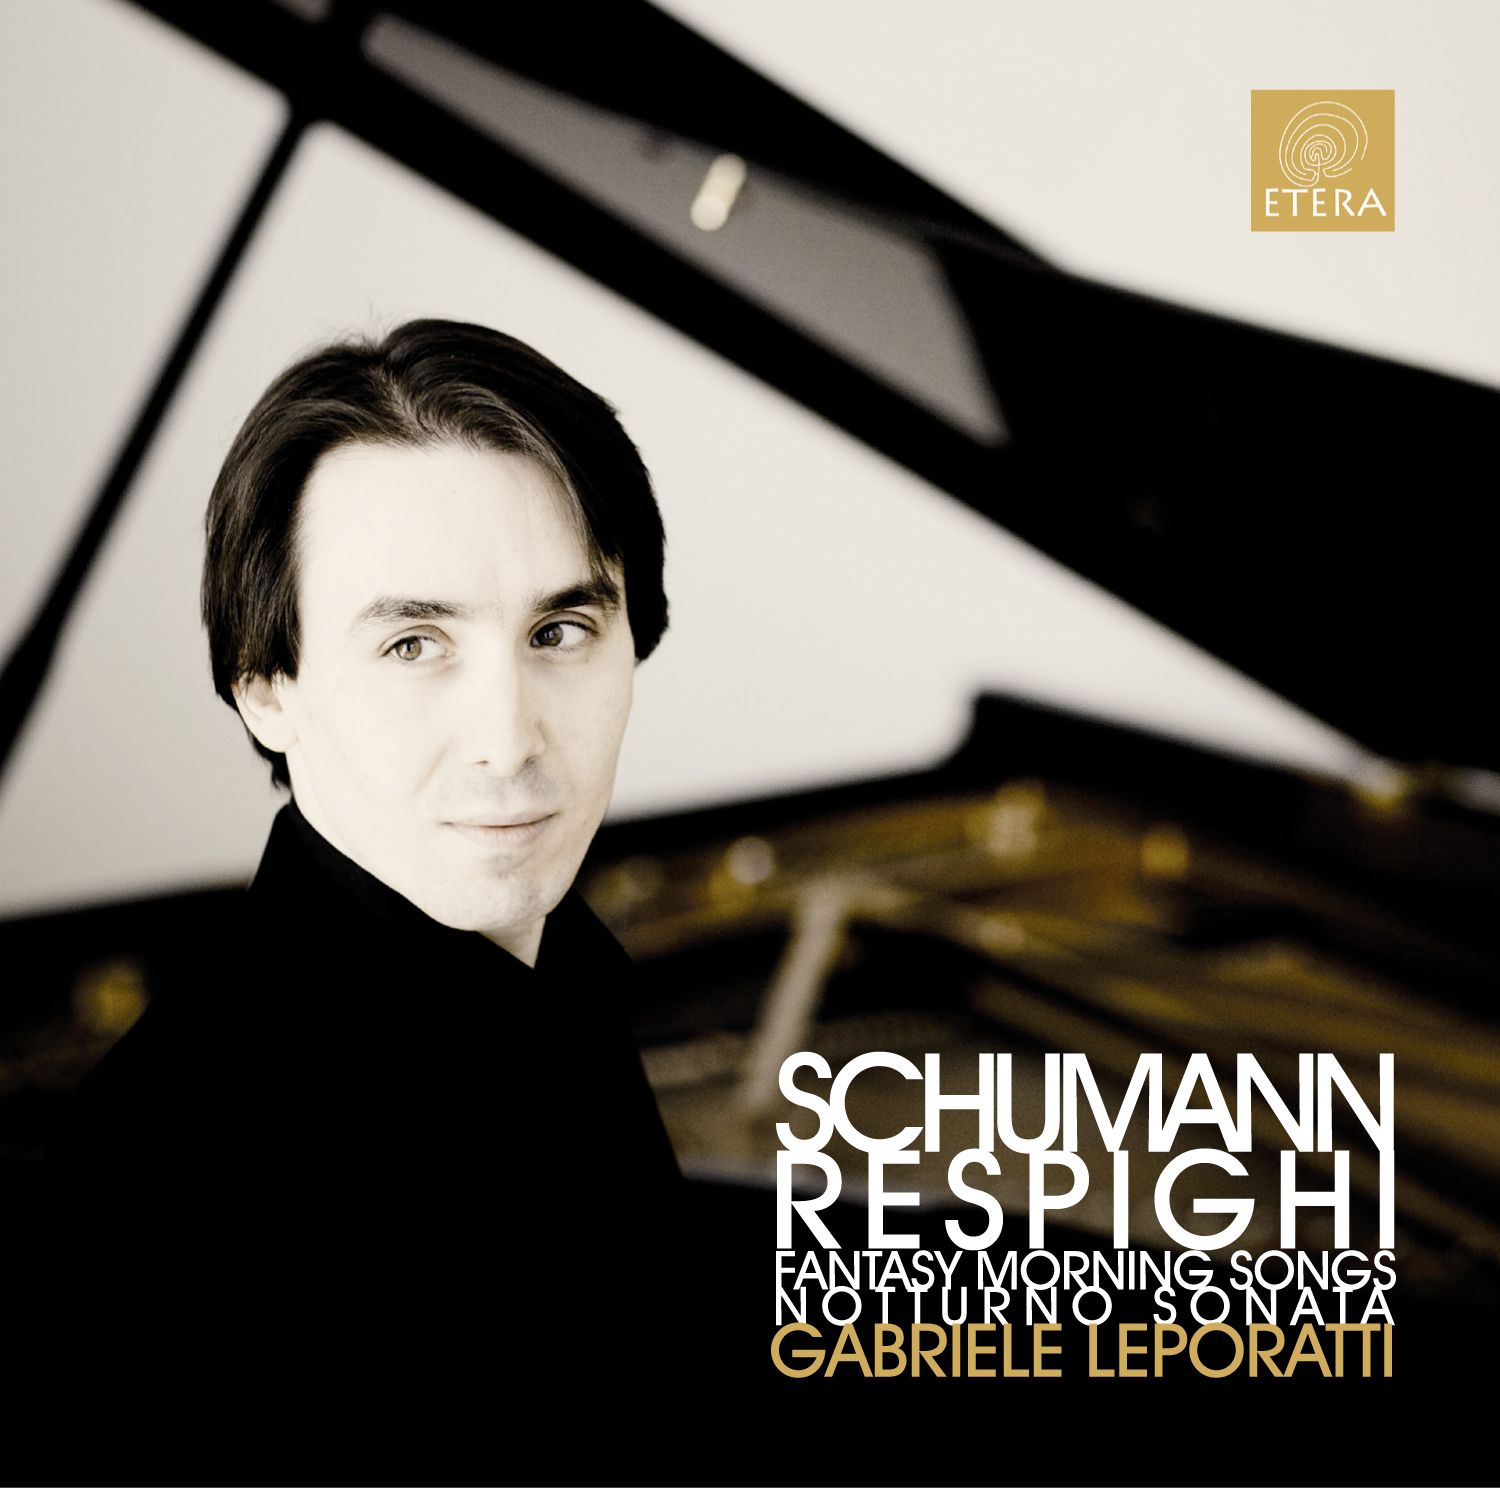 ETERA
SCHUMANN
RESPIGHI
FANTASY MORNING SONGS
NOTTURNO SONATA
GABRIELE LEPORATTI